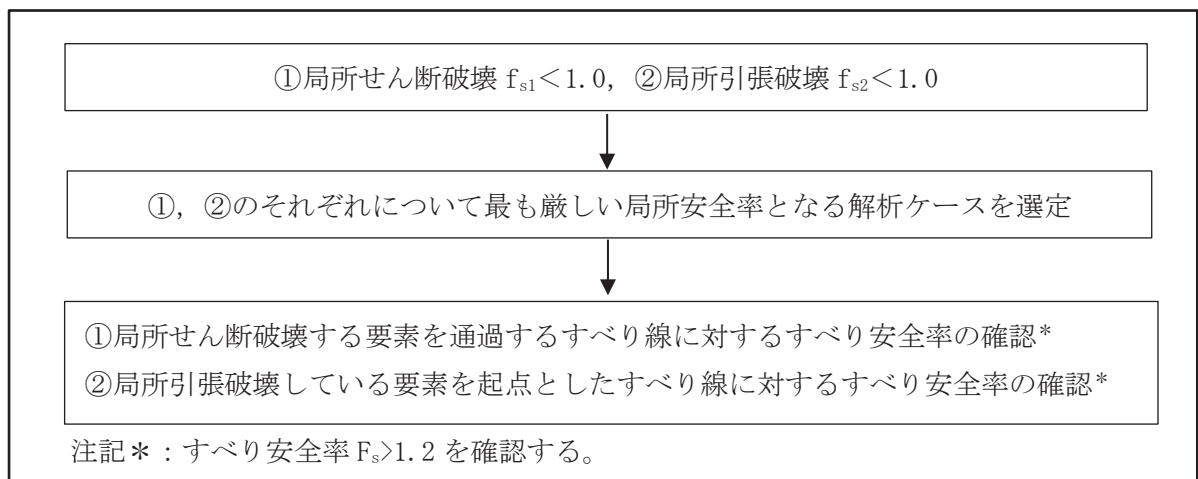 ①局所せん断破壊 fs1＜1.0，②局所引張破壊 fs2＜1.0
①，②のそれぞれについて最も厳しい局所安全率となる解析ケースを選定
①局所せん断破壊する要素を通過するすべり線に対するすべり安全率の確認*
②局所引張破壊している要素を起点としたすべり線に対するすべり安全率の確認*
注記＊：すべり安全率 Fs>1.2 を確認する。